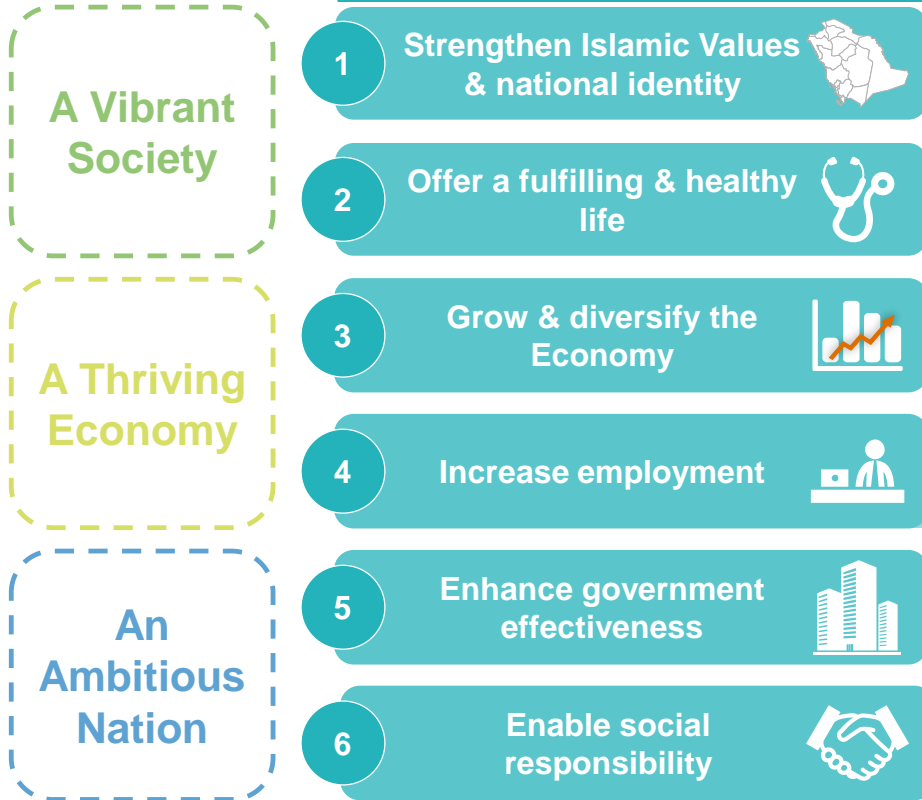 A Vibrant
Society
1
Strengthen Islamic Values
& national identity
2
Offer a fulfilling & healthy
life
A Thriving
Economy
3
Grow & diversify the
Economy
4
Increase employment
An
Ambitious
Nation
5
Enhance government
effectiveness
6
Enable social
responsibility